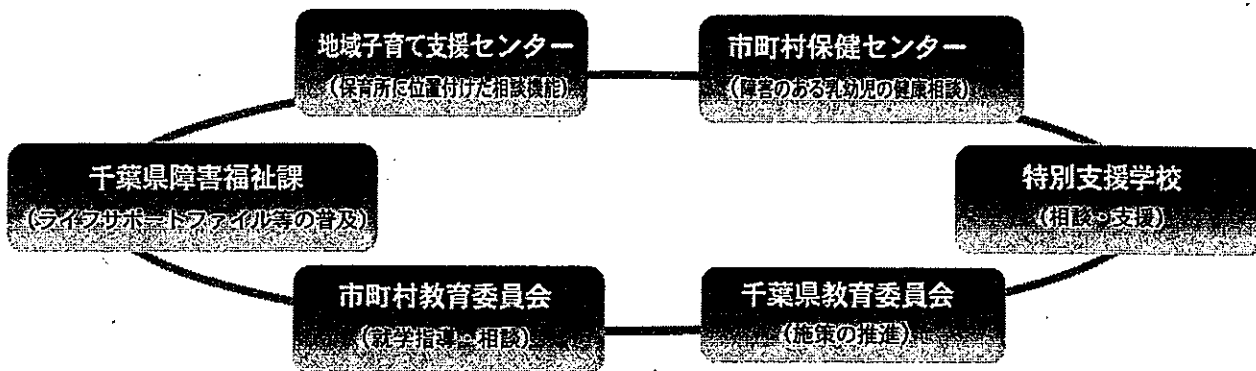 地域子育て支援センター
（保育所に位置付けた相談機能）
市町村保健センター
（障害のある乳幼児の健康相談）
千葉県障害福祉課
（ライフサポートファイル等の普及）
特別支援学校
（相談・支援）
市町村教育委員会
（就学指導・相談）
千葉県教育委員会
（施策の推進）